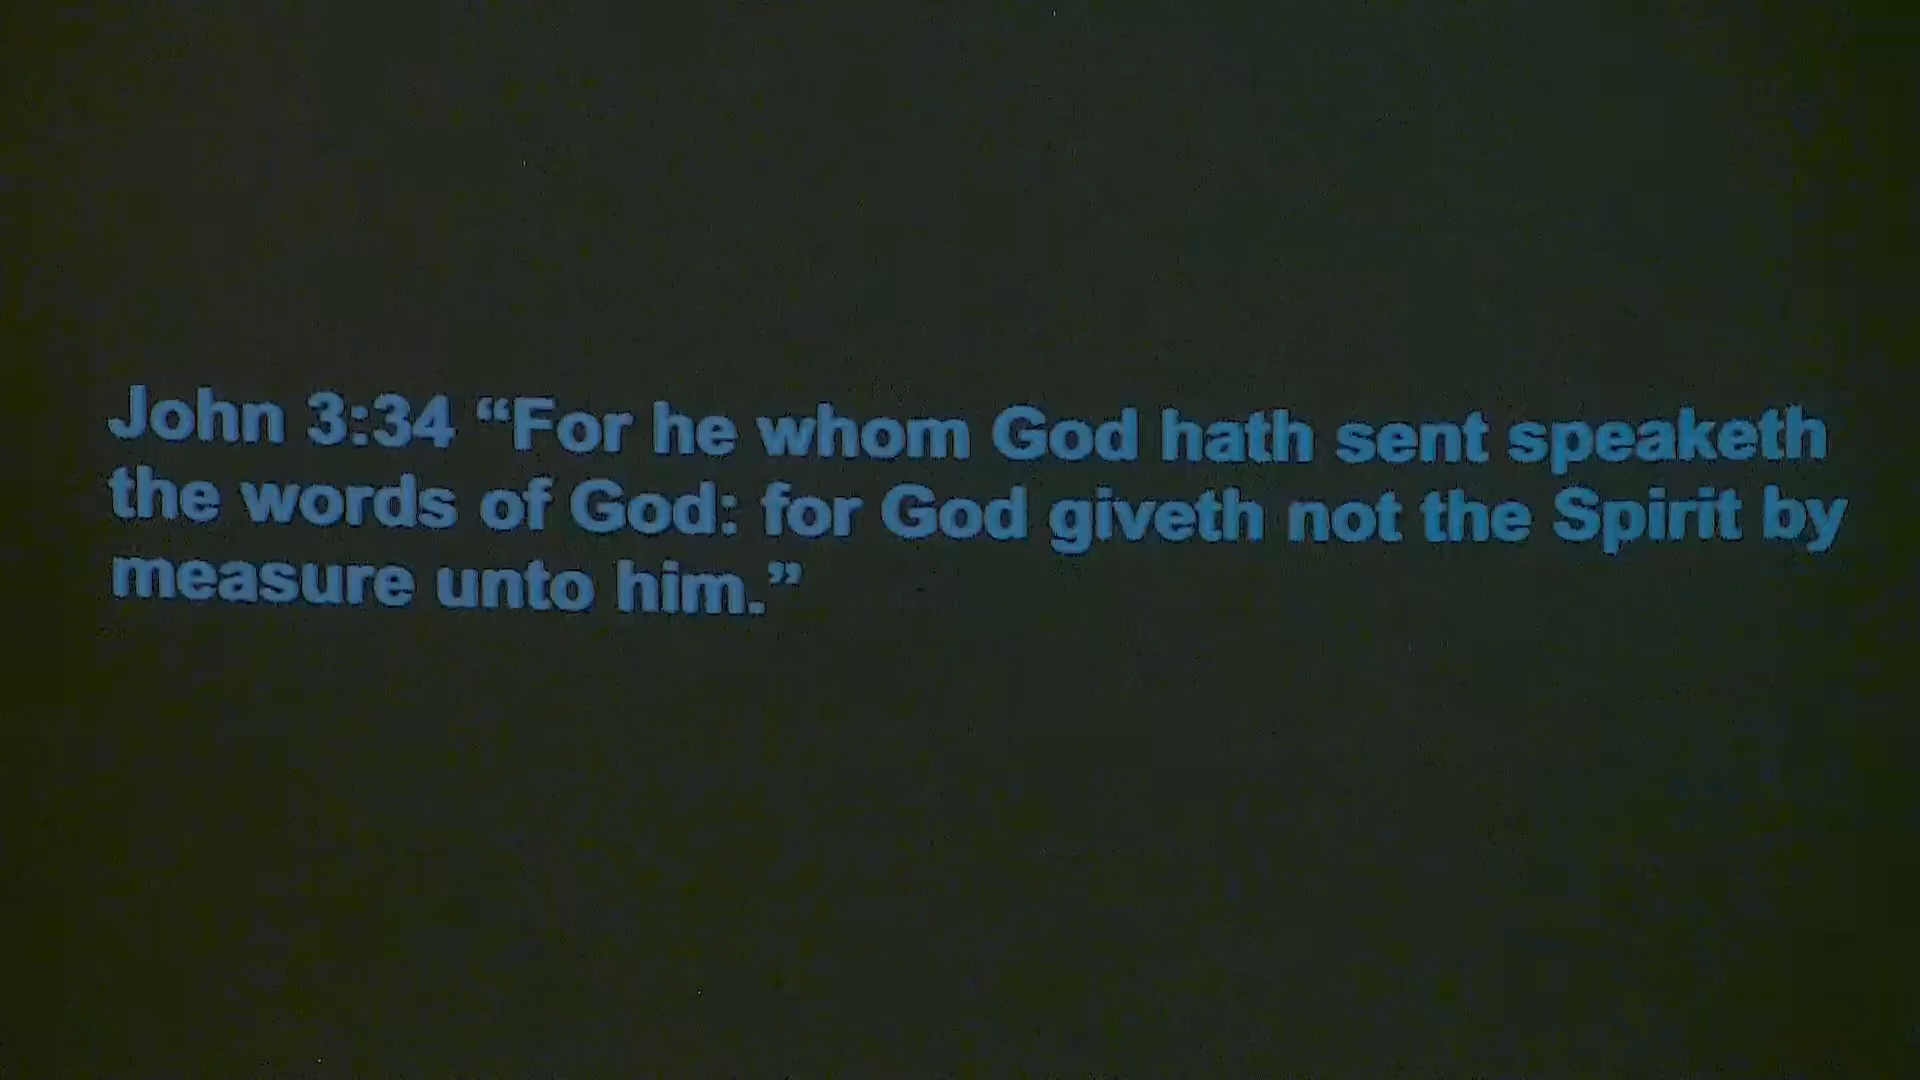 John 3:34 “For he whom God hath sent speaketh
the words of God: for God giveth not the Spirit by
measure unto him.”